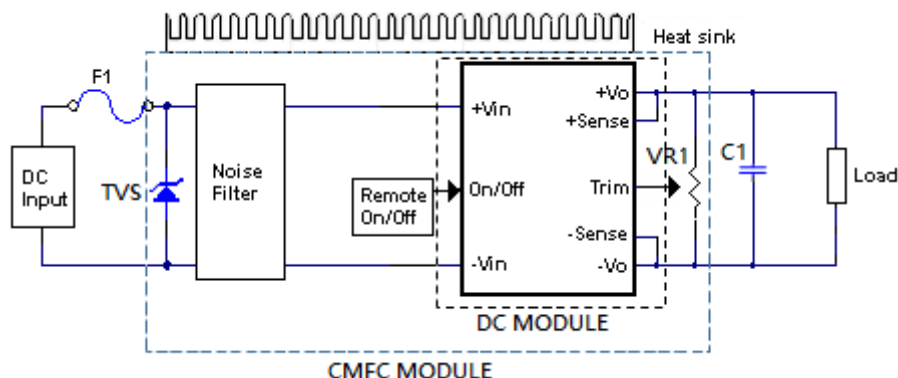 Heat sink
F1
+Vin
+Vo
+Sense
VR1
C1
DC
Input
TVS
Noise
Filter
Remote
On/Off
On/Off
Trim
Load
-Sense
-Vin
-Vo
DC MODULE
CMFC MODULE